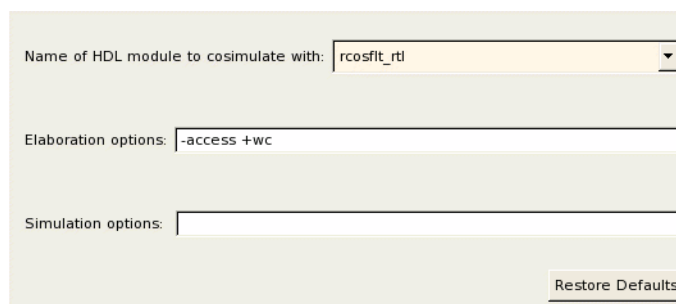 Name of HDL module to cosimulate with: rcosflt_rtl
Elaboration options: -access +wc
Simulation options:
Restore Defaults